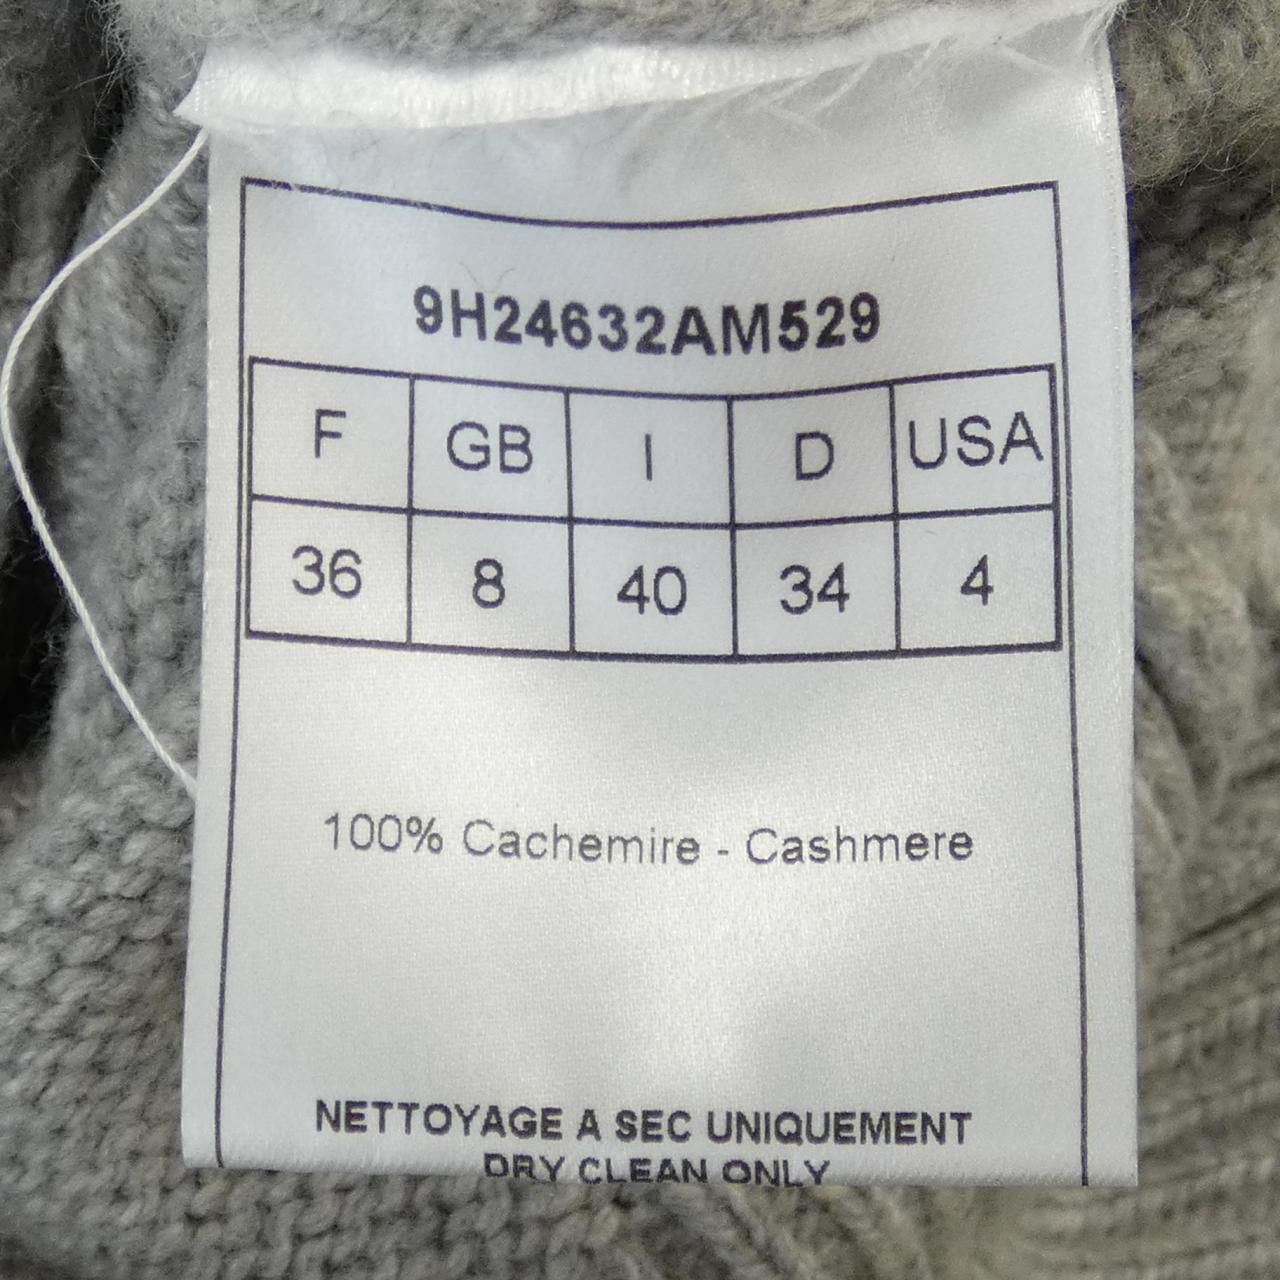 9H24632AM529
F GB I D USA
36 8 40 34 4
100% Cachemire - Cashmere
NETTOYAGE A SEC UNIQUEMENT
DRY CLEAN ONLY